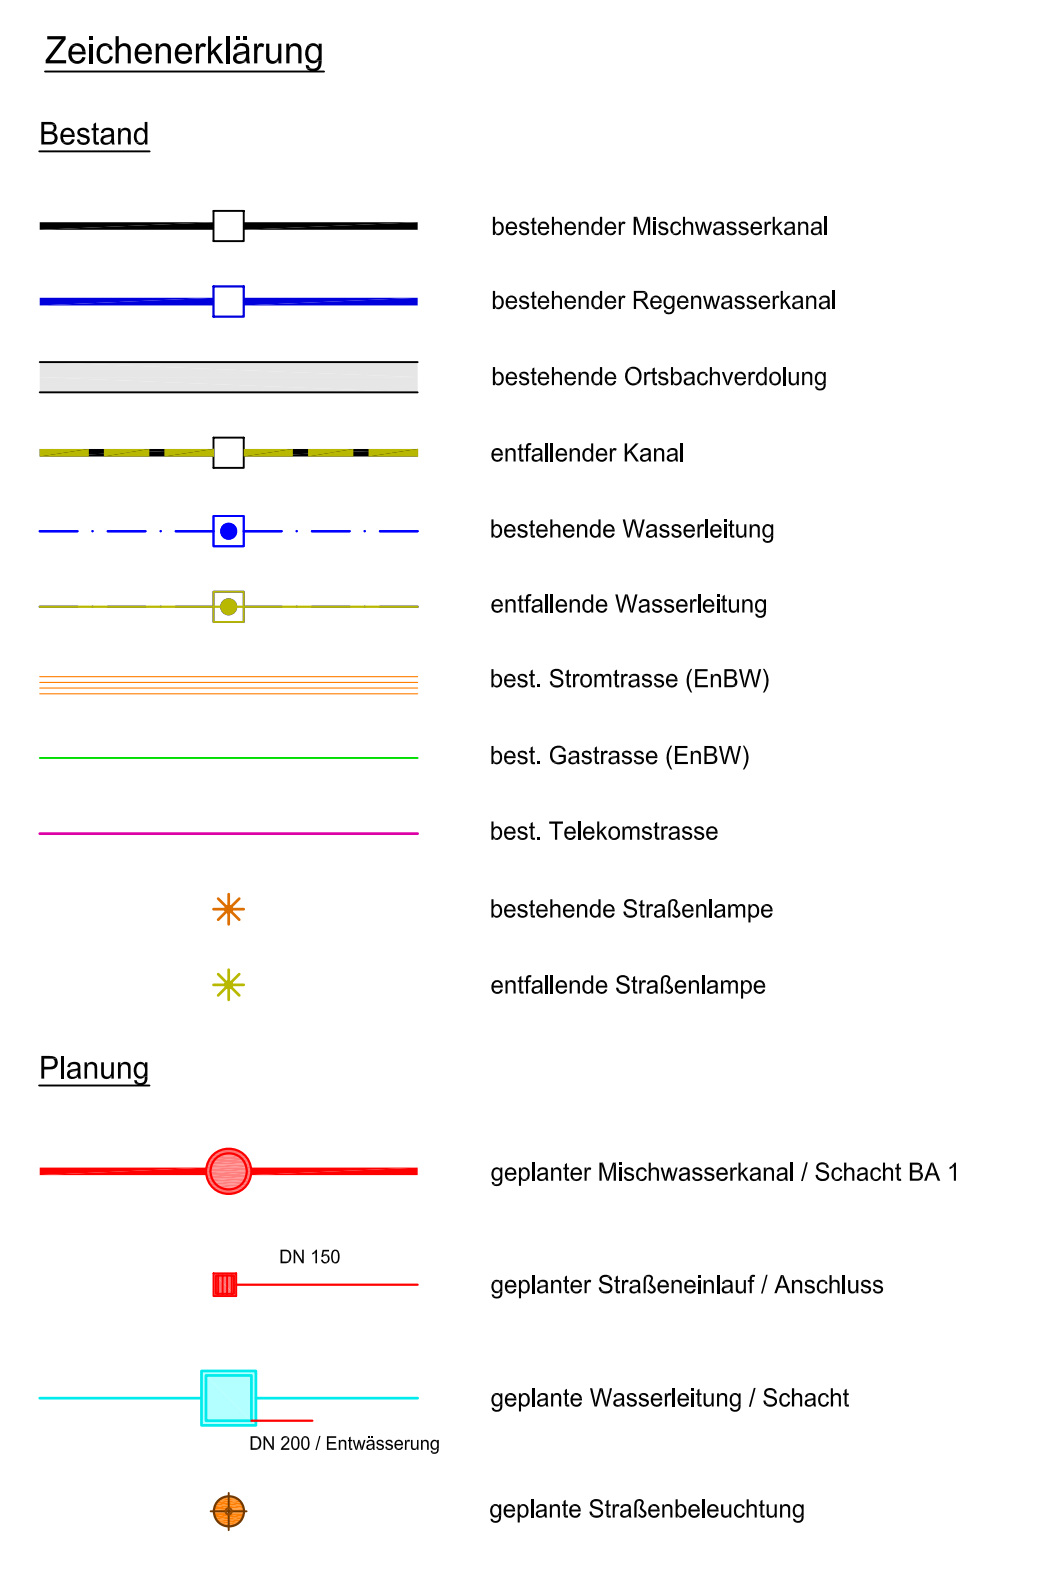 Zeichenerklärung
Bestand
bestehender Mischwasserkanal
bestehender Regenwasserkanal
bestehende Ortsbachverdolung
entfallender Kanal
bestehende Wasserleitung
entfallende Wasserleitung
best. Stromtrasse (EnBW)
best. Gastrasse (EnBW)
best. Telekomstrasse
bestehende Straßenlampe
entfallende Straßenlampe
Planung
geplanter Mischwasserkanal / Schacht BA 1
DN 150
geplanter Straßeneinlauf / Anschluss
geplante Wasserleitung / Schacht
DN 200 / Entwässerung
geplante Straßenbeleuchtung